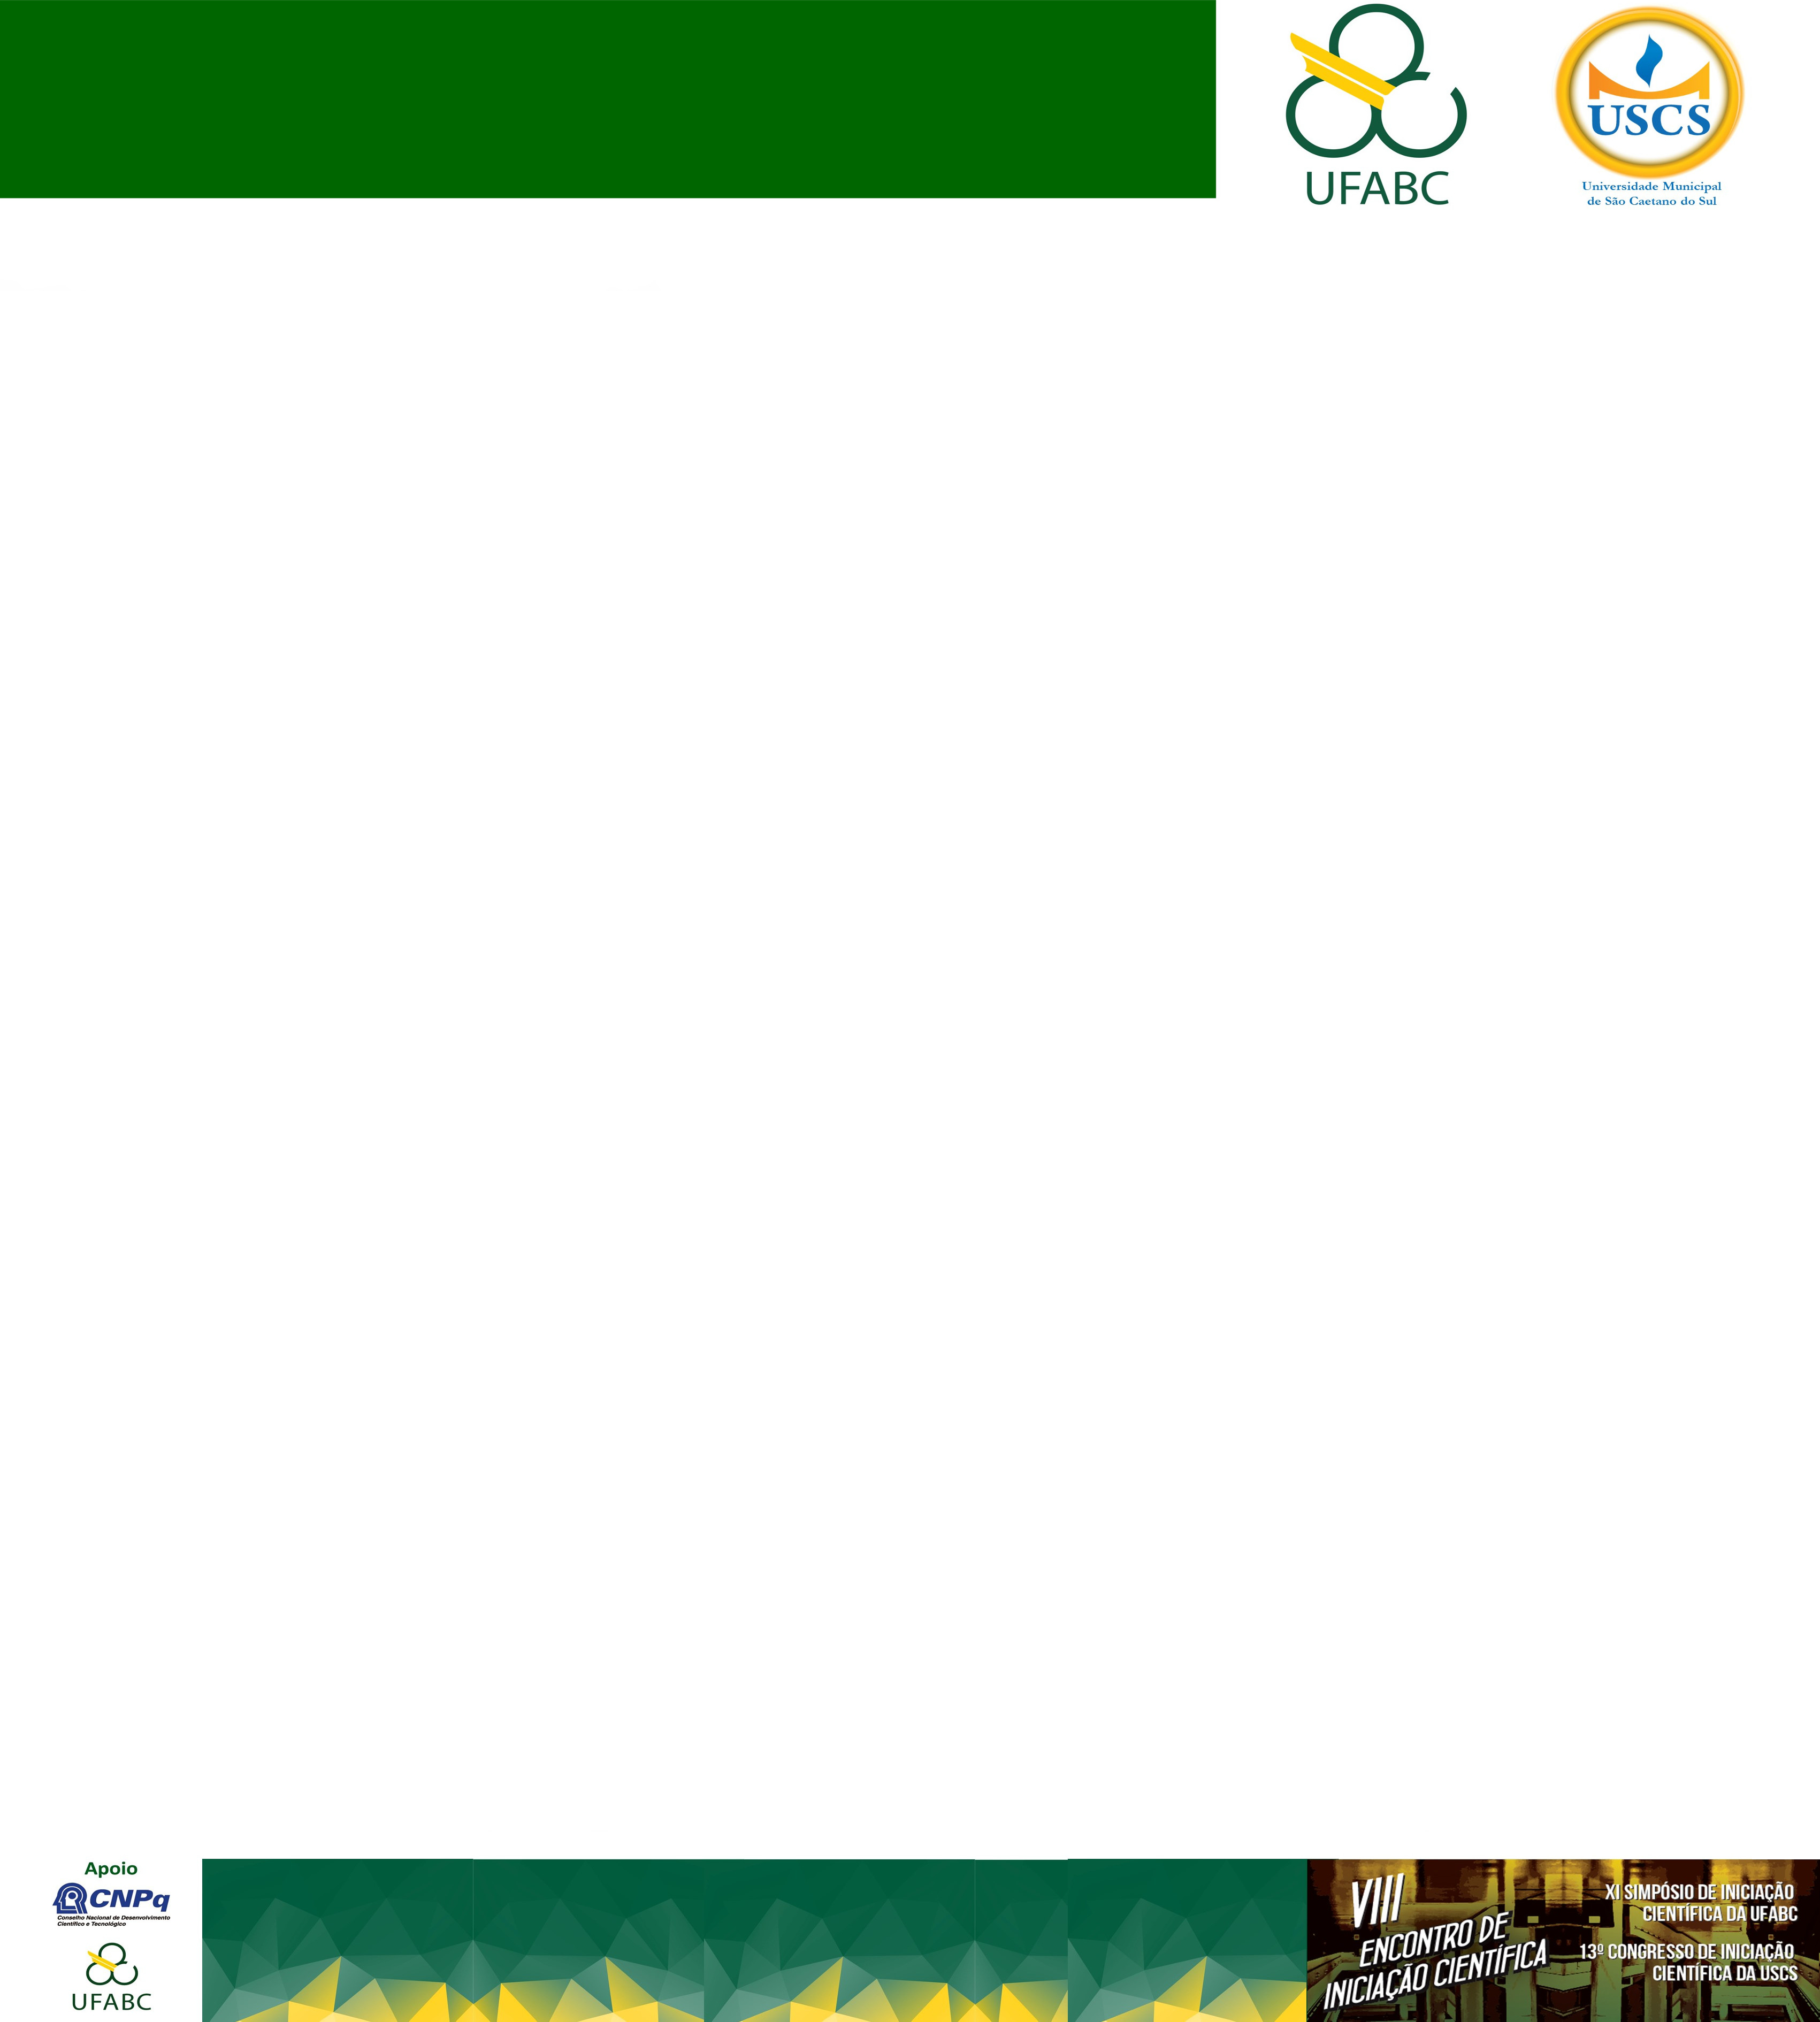 UFABC
USCS
Universidade Municipal
de São Caetano do Sul
Apoio
CNPq
Conselho Nacional de Desenvolvimento
Científico e Tecnológico
UFABC
VIII
ENCONTRO DE
INICIAÇÃO CIENTÍFICA
XI SIMPÓSIO DE INICIAÇÃO
CIENTÍFICA DA UFABC
13º CONGRESSO DE INICIAÇÃO
CIENTÍFICA DA USCS